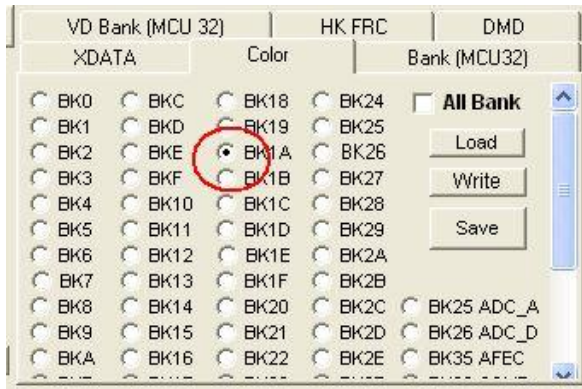 VD Bank (MCU 32) HK FRC DMD
XDATA Color Bank (MCU32)
BK0 BKC BK18 BK24 All Bank
BK1 BKD BK19 BK25
Load
BK2 BKE BK1A BK26
BK3 BKF BK1B BK27 Write
BK4 BK10 BK1C BK28
BK5 BK11 BK1D BK29 Save
BK6 BK12 BK1E BK2A
BK7 BK13 BK1F BK2B
BK8 BK14 BK20 BK2C BK25 ADC_A
BK9 BK15 BK21 BK2D BK26 ADC_D
BKA BK16 BK22 BK2E BK35 AFEC